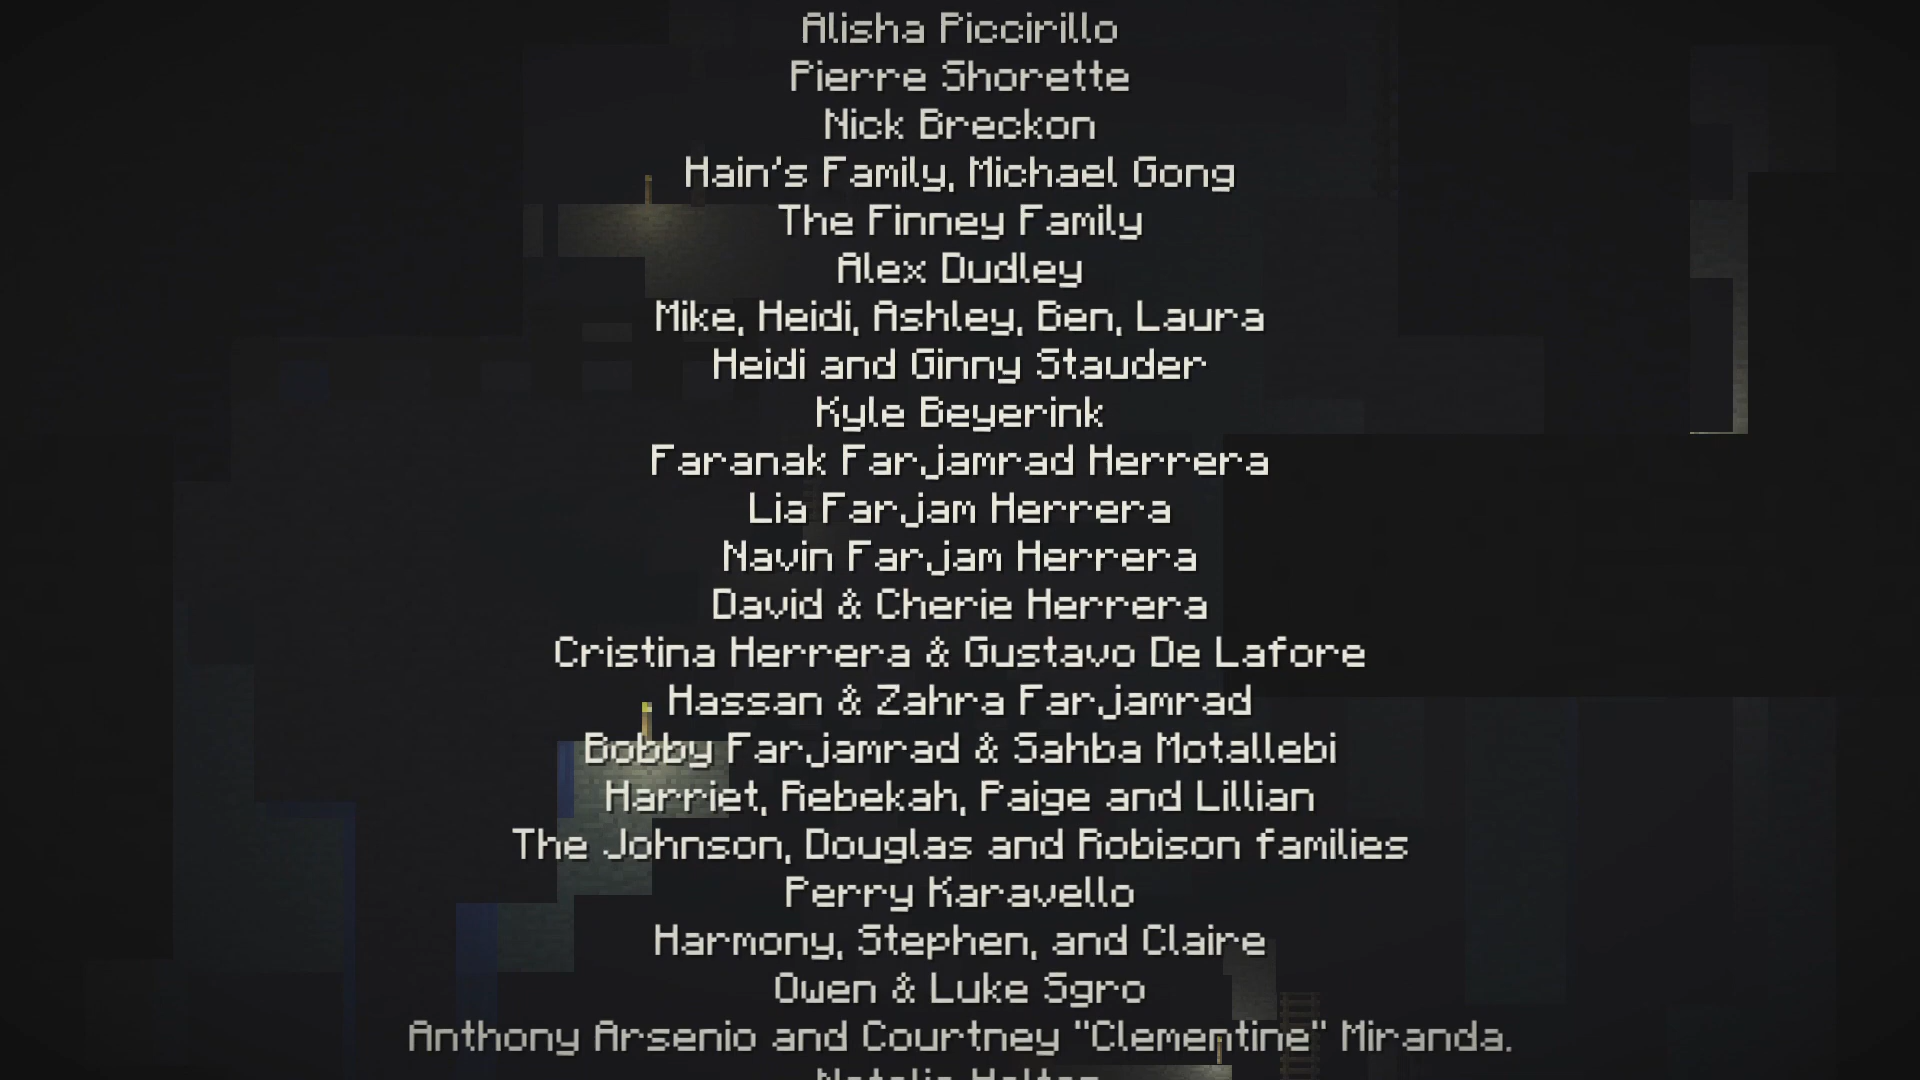 Alisha Piccirillo
Pierre Shorette
Nick Breckon
Hain's Family, Michael Gong
The Finney Family
Alex Dudley
Mike, Heidi, Ashley, Ben, Laura
Heidi and Ginny Stauder
Kyle Beyerink
Faranak Farjamrad Herrera
Lia Farjam Herrera
Navin Farjam Herrera
David & Cherie Herrera
Cristina Herrera & Gustavo De Lafore
Hassan & Zahra Farjamrad
Bobby Farjamrad & Sahba Motallebi
Harriet, Rebekah, Paige and Lillian
The Johnson, Douglas and Robison families
Perry Karavello
Harmony, Stephen, and Claire
Owen & Luke Sgro
Anthony Arsenio and Courtney "Clementine" Miranda.